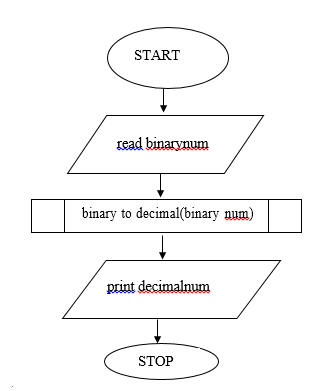 START
read binarynum
binary to decimal(binary num)
print decimalnum
STOP